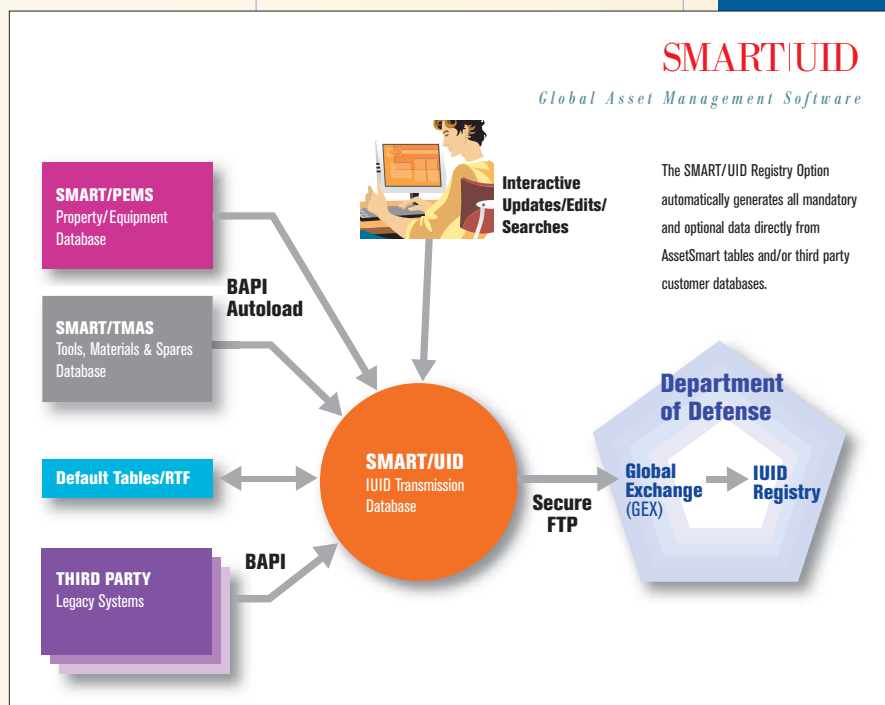 SMART|UID
Global Asset Management Software
The SMART/UID Registry Option
automatically generates all mandatory
and optional data directly from
AssetSmart tables and/or third party
customer databases.
Interactive
Updates/Edits/
Searches
SMART/PEMS
Property/Equipment
Database
BAPI
Autoload
SMART/TMAS
Tools, Materials & Spares
Database
Default Tables/RTF
THIRD PARTY
Legacy Systems
BAPI
SMART/UID
IUID Transmission
Database
Secure
FTP
Department
of Defense
Global
Exchange
(GEX)
IUID
Registry